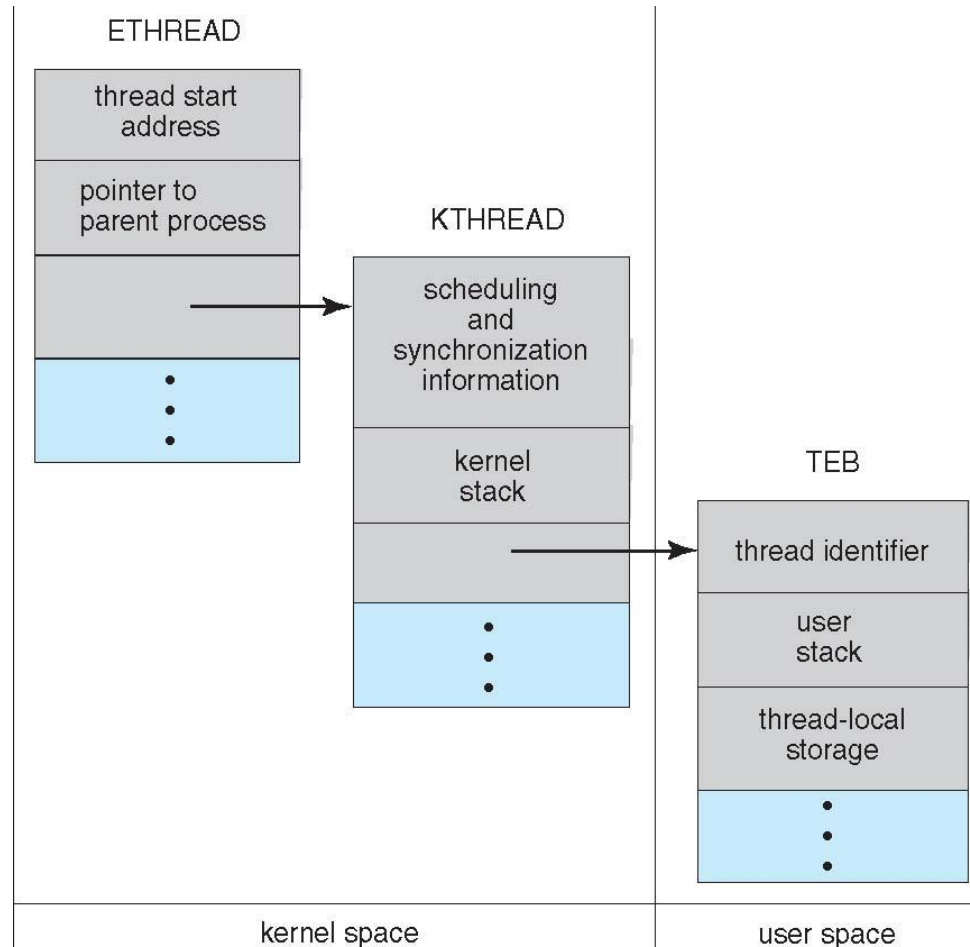 ETHREAD
thread start
address
pointer to
parent process
KTHREAD
scheduling
and
synchronization
information
kernel
stack
TEB
thread identifier
user
stack
thread-local
storage
kernel space
user space